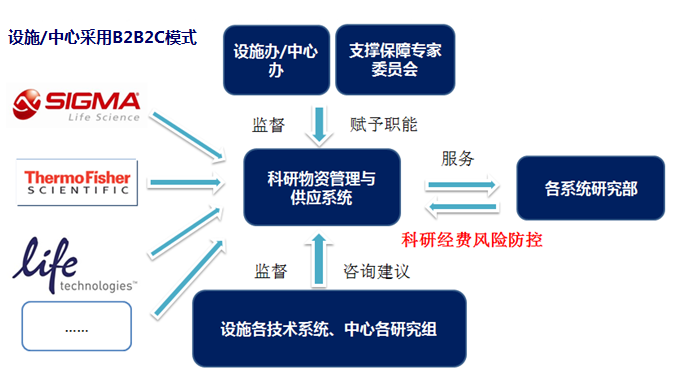 设施/中心采用B2B2C模式
设施办/中心
办
支撑保障专家
委员会
SIGMA
Life Science
监督
赋予职能
ThermoFisher
SCIENTIFIC
科研物资管理与
供应系统
服务
各系统研究部
科研经费风险防控
life
technologies™
监督
咨询建议
……
设施各技术系统、中心各研究组